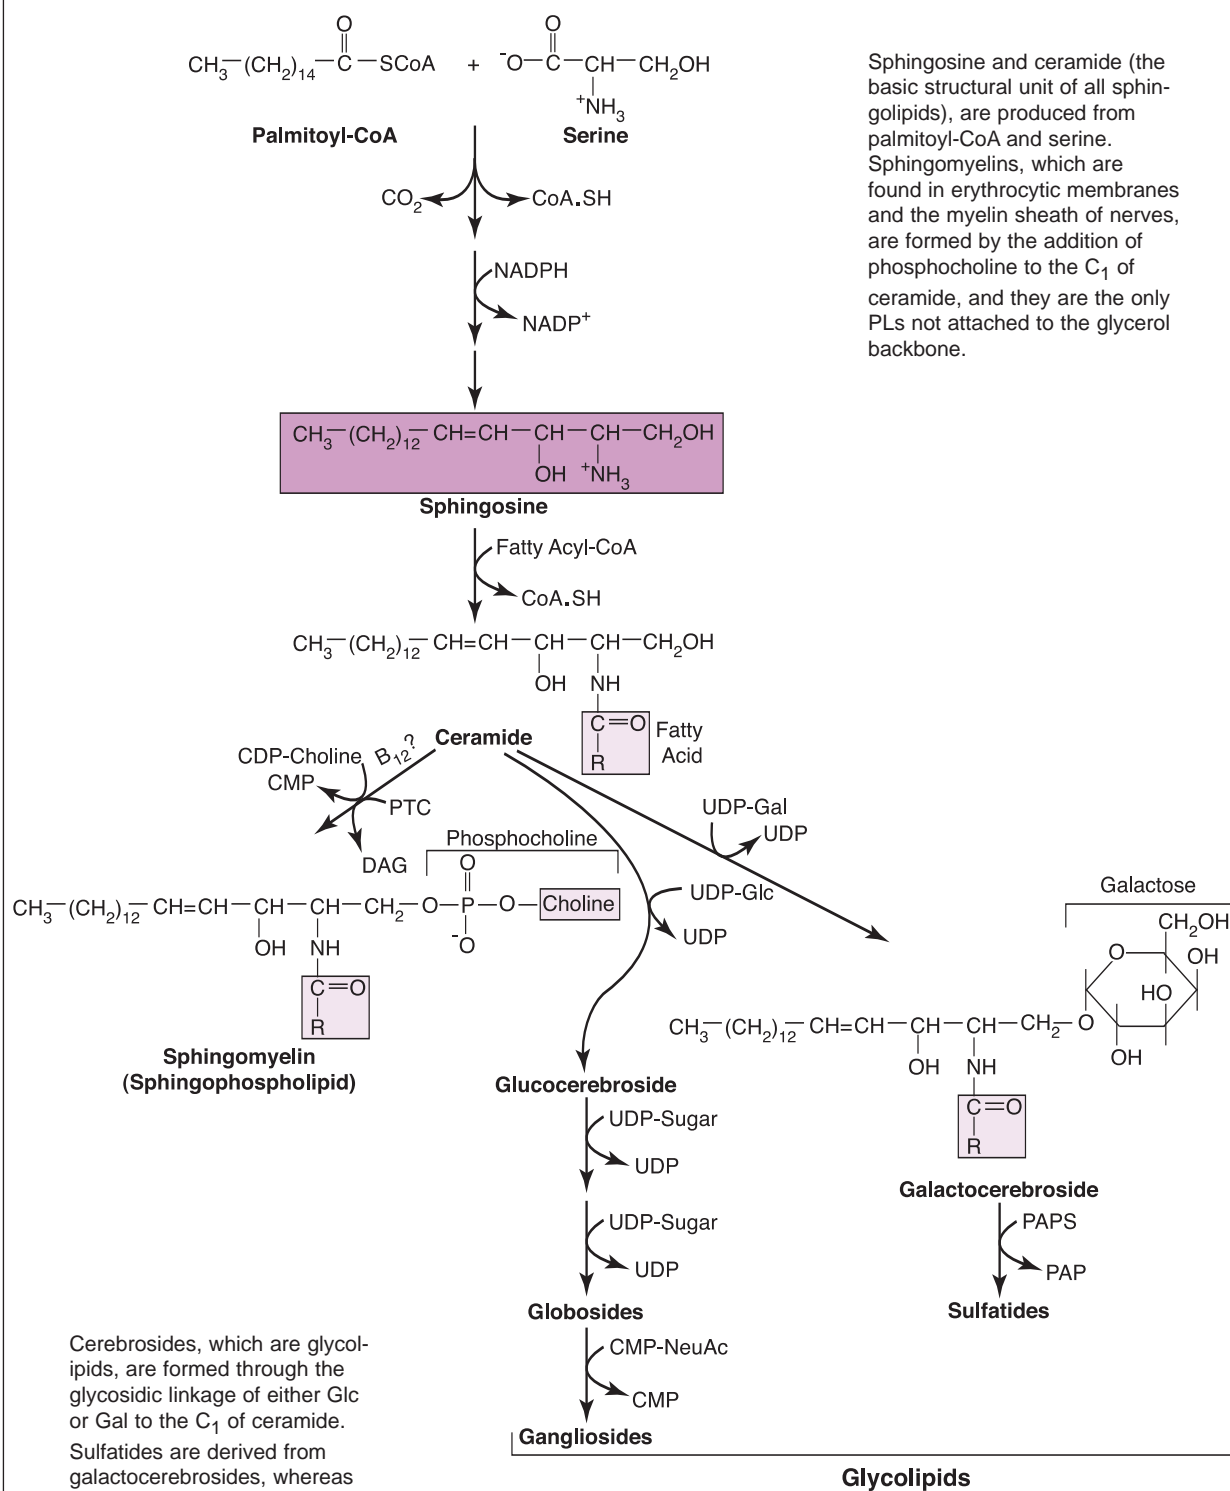 O
||
CH3—(CH2)14—C—SCoA
+
O
||
⁻O—C—CH—CH2OH
⁺NH3
Palmitoyl-CoA
Serine
Sphingosine and ceramide (the
basic structural unit of all sphin-
golipids), are produced from
palmitoyl-CoA and serine.
Sphingomyelins, which are
found in erythrocytic membranes
and the myelin sheath of nerves,
are formed by the addition of
phosphocholine to the C1 of
ceramide, and they are the only
PLs not attached to the glycerol
backbone.
CO2
CoA.SH
NADPH
NADP⁺
CH3—(CH2)12—CH=CH—CH—CH—CH2OH
OH ⁺NH3
Sphingosine
Fatty Acyl-CoA
CoA.SH
CH3—(CH2)12—CH=CH—CH—CH—CH2OH
OH NH
C=O
R
Fatty
Acid
Ceramide
CDP-Choline
B12?
CMP
PTC
DAG
UDP-Gal
UDP
UDP-Glc
UDP
Phosphocholine
O
||
CH3—(CH2)12—CH=CH—CH—CH—CH2—O—P—O—Choline
OH NH ⁻O
C=O
R
Sphingomyelin
(Sphingophospholipid)
Galactose
CH2OH
O
OH
HO
OH
CH3—(CH2)12—CH=CH—CH—CH—CH2—O
OH NH
C=O
R
Galactocerebroside
PAPS
PAP
Sulfatides
Glucocerebroside
UDP-Sugar
UDP
UDP-Sugar
UDP
Globosides
CMP-NeuAc
CMP
Gangliosides
Glycolipids
Cerebrosides, which are glycol-
ipids, are formed through the
glycosidic linkage of either Glc
or Gal to the C1 of ceramide.
Sulfatides are derived from
galactocerebrosides, whereas